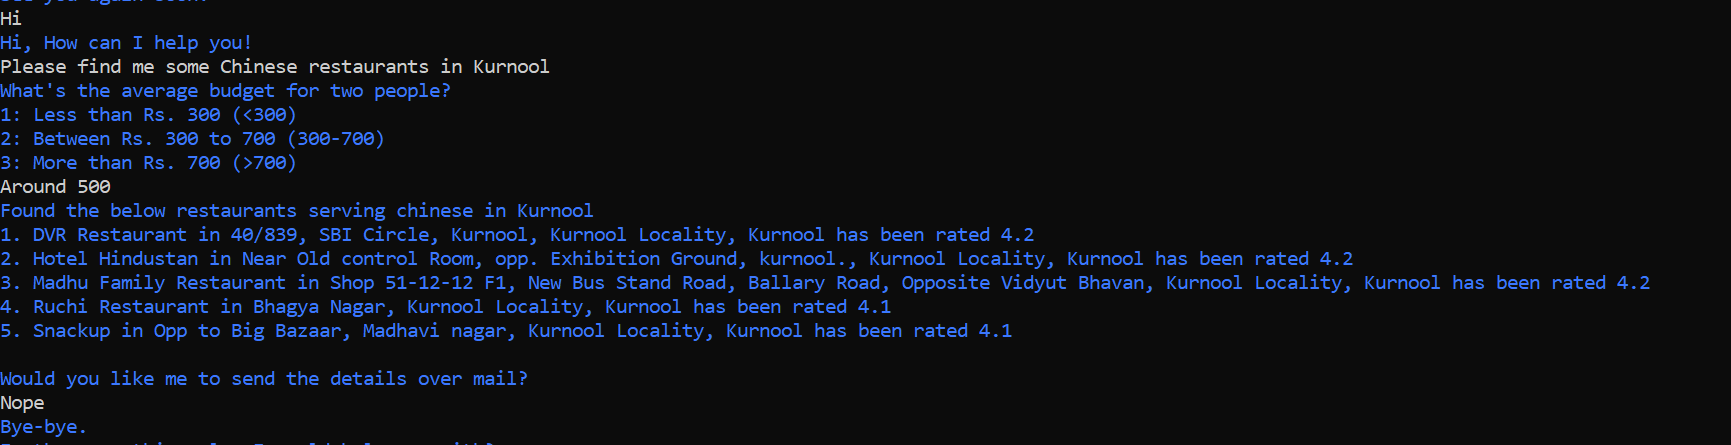 Hi
Hi, How can I help you!
Please find me some Chinese restaurants in Kurnool
What's the average budget for two people?
1: Less than Rs. 300 (<300)
2: Between Rs. 300 to 700 (300-700)
3: More than Rs. 700 (>700)
Around 500
Found the below restaurants serving chinese in Kurnool
1. DVR Restaurant in 40/839, SBI Circle, Kurnool, Kurnool Locality, Kurnool has been rated 4.2
2. Hotel Hindustan in Near Old control Room, opp. Exhibition Ground, kurnool., Kurnool Locality, Kurnool has been rated 4.2
3. Madhu Family Restaurant in Shop 51-12-12 F1, New Bus Stand Road, Ballary Road, Opposite Vidyut Bhavan, Kurnool Locality, Kurnool has been rated 4.2
4. Ruchi Restaurant in Bhagya Nagar, Kurnool Locality, Kurnool has been rated 4.1
5. Snackup in Opp to Big Bazaar, Madhavi nagar, Kurnool Locality, Kurnool has been rated 4.1
Would you like me to send the details over mail?
Nope
Bye-bye.